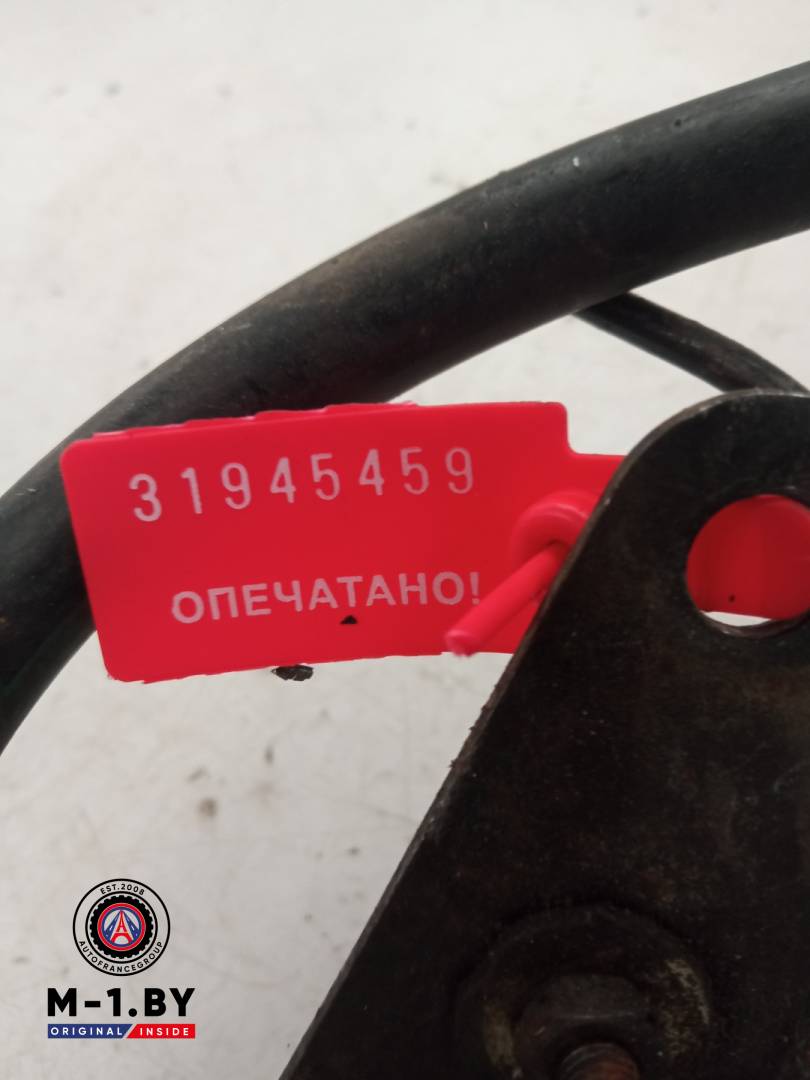 31945459
ОПЕЧАТАНО!
EST.2008
AUTOFRANCEGROUP
M-1.BY
ORIGINAL INSIDE